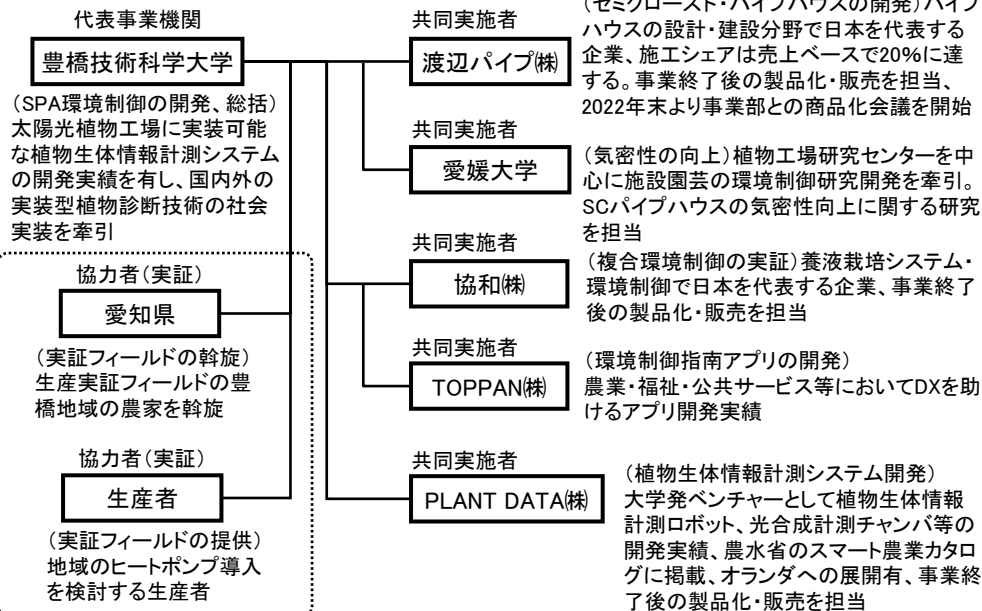 代表事業機関
豊橋技術科学大学
(SPA環境制御の開発、総括)
太陽光植物工場に実装可能
な植物生体情報計測システム
の開発実績を有し、国内外の
実装型植物診断技術の社会
実装を牽引
協力者(実証)
愛知県
(実証フィールドの斡旋)
生産実証フィールドの豊
橋地域の農家を斡旋
協力者(実証)
生産者
(実証フィールドの提供)
地域のヒートポンプ導入
を検討する生産者
共同実施者
渡辺パイプ㈱
(セミクローズド・パイプハウスの開発)パイプ
ハウスの設計・建設分野で日本を代表する
企業、施工シェアは売上ベースで20%に達
する。事業終了後の製品化・販売を担当、
2022年末より事業部との商品化会議を開始
共同実施者
愛媛大学
(気密性の向上)植物工場研究センターを中
心に施設園芸の環境制御研究開発を牽引。
SCパイプハウスの気密性向上に関する研究
を担当
共同実施者
協和㈱
(複合環境制御の実証)養液栽培システム・
環境制御で日本を代表する企業、事業終了
後の製品化・販売を担当
共同実施者
TOPPAN㈱
(環境制御指南アプリの開発)
農業・福祉・公共サービス等においてDXを助
けるアプリ開発実績
共同実施者
PLANT DATA㈱
(植物生体情報計測システム開発)
大学発ベンチャーとして植物生体情報
計測ロボット、光合成計測チャンバ等の
開発実績、農水省のスマート農業カタロ
グに掲載、オランダへの展開有、事業終
了後の製品化・販売を担当